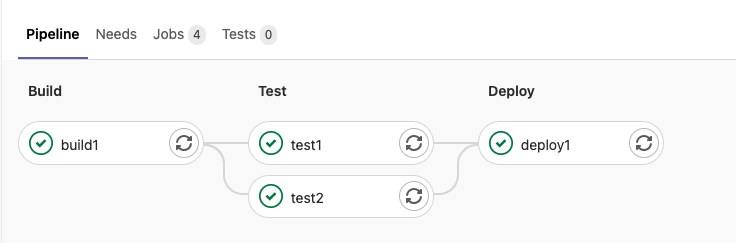 Pipeline Needs Jobs 4 Tests 0
Build Test Deploy
build1 test1 deploy1
test2